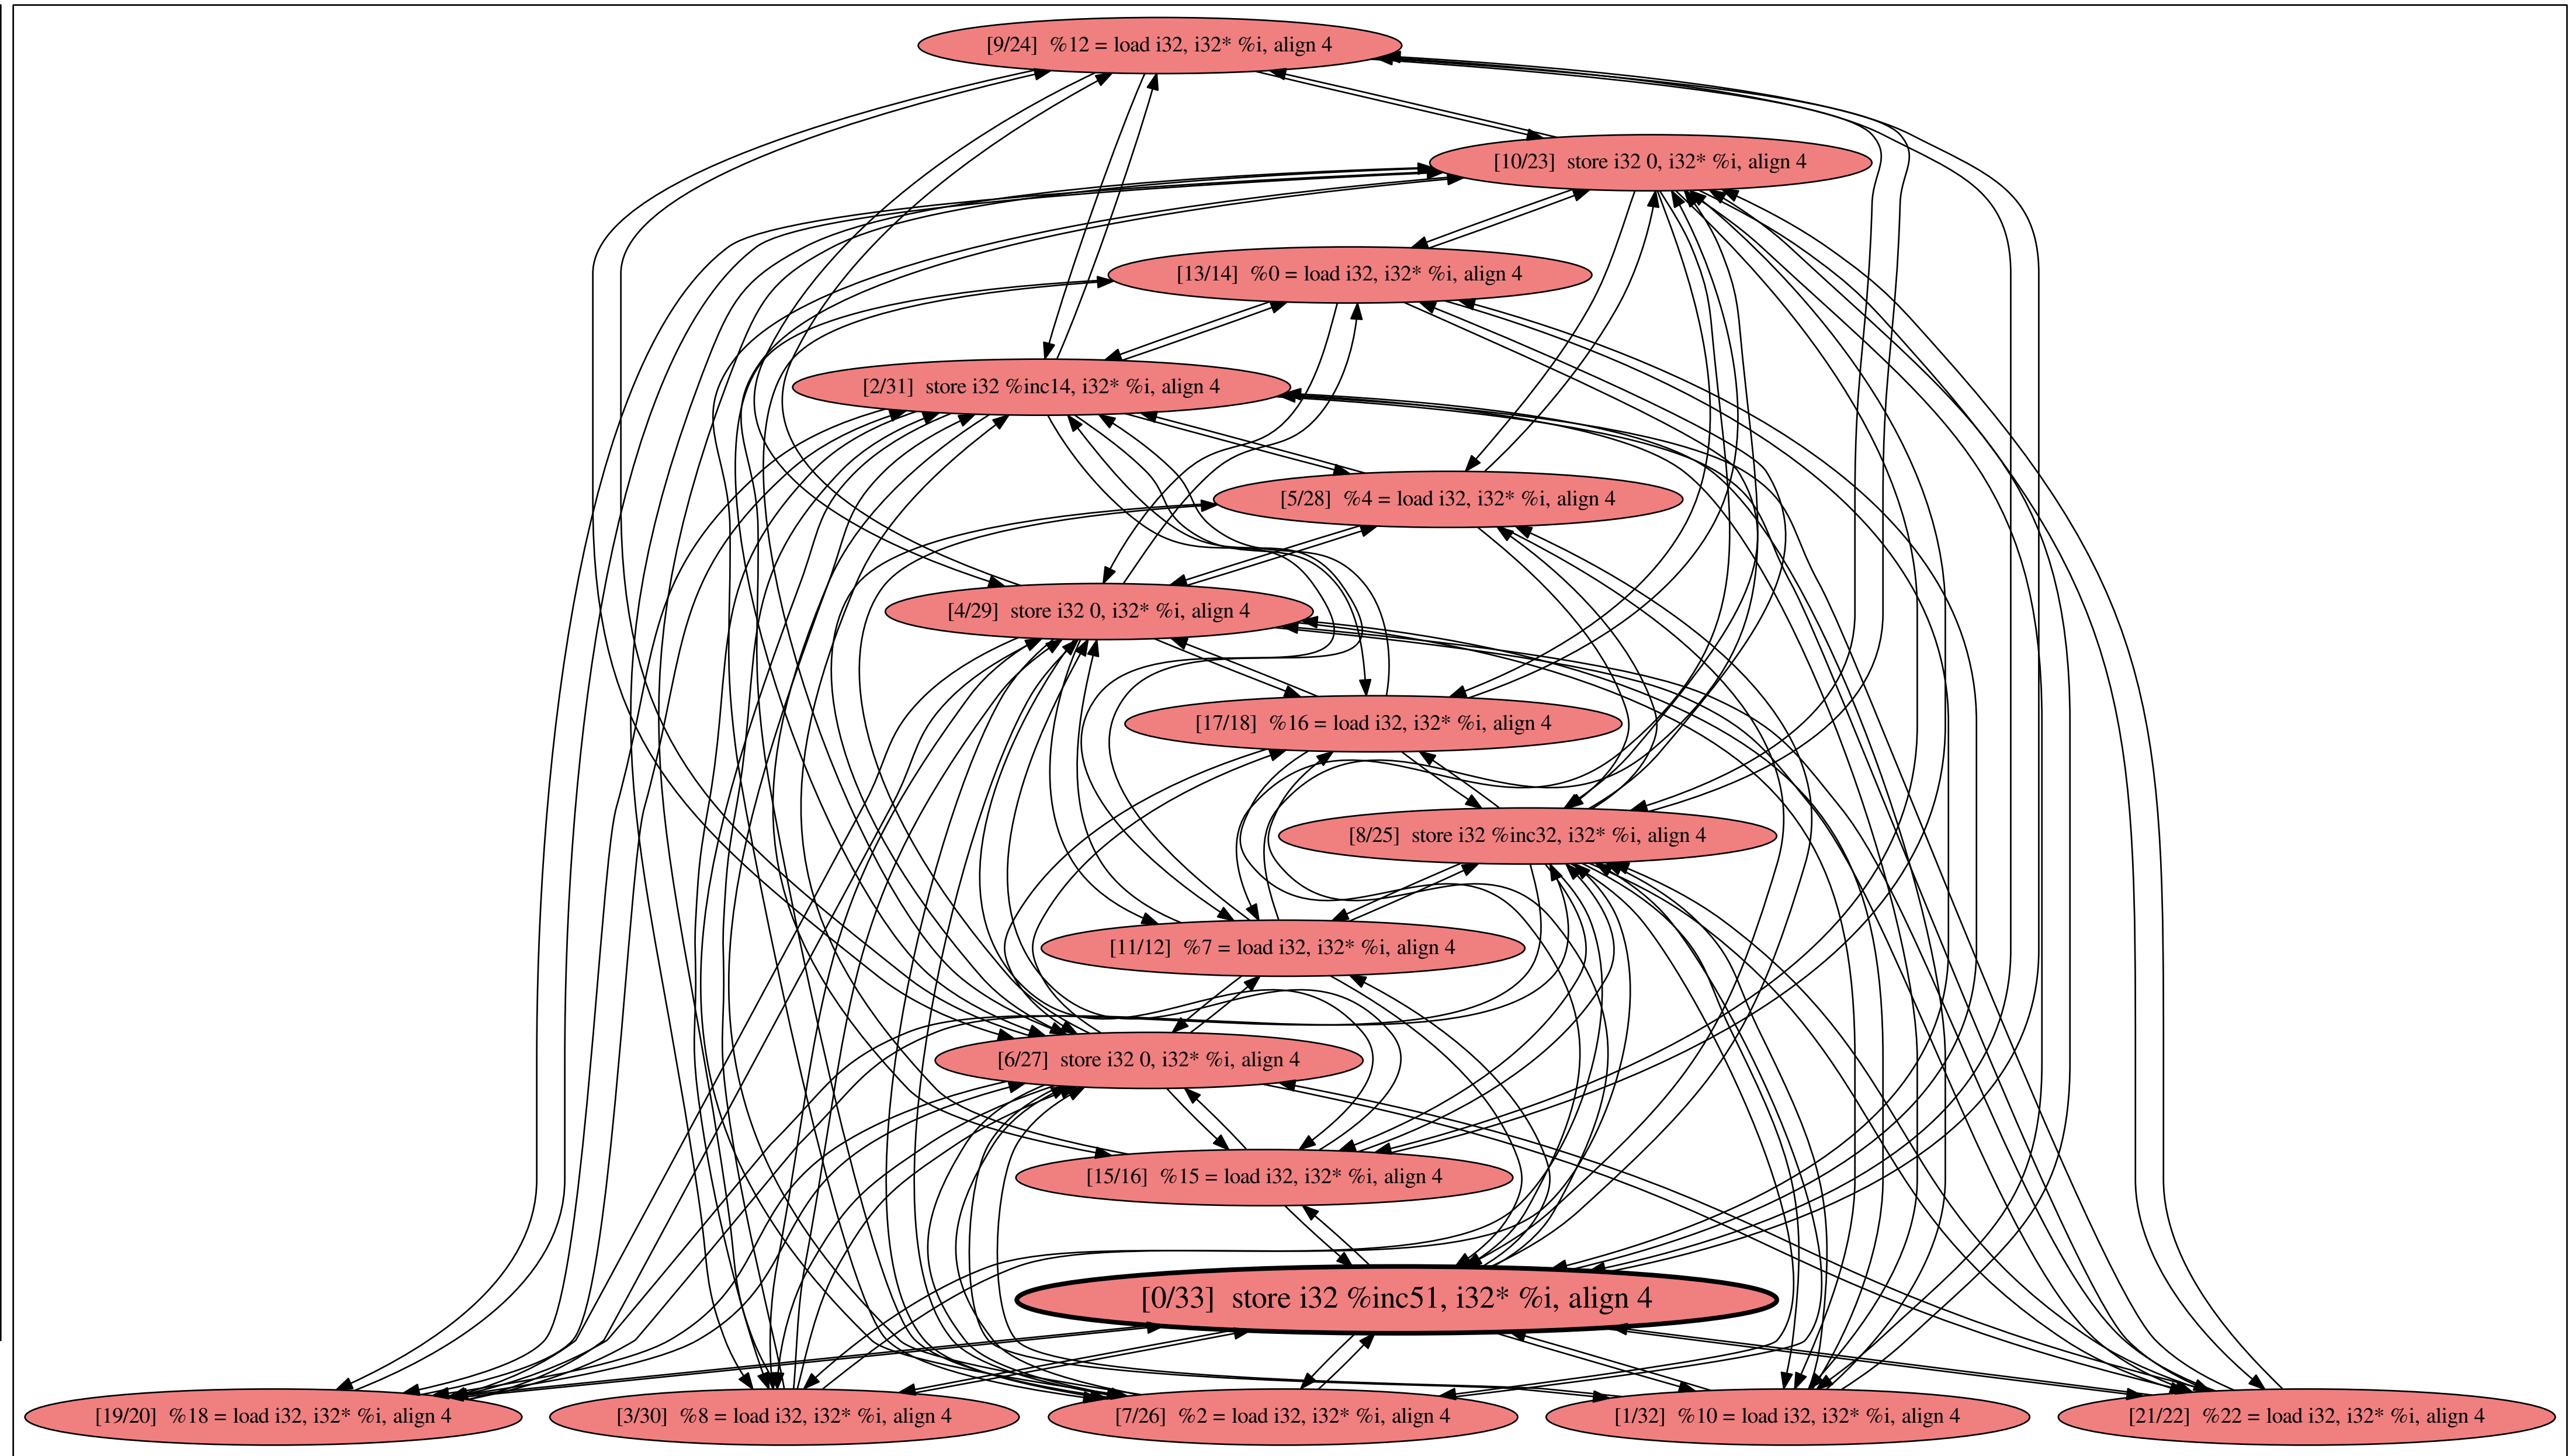 [9/24]  %12 = load i32, i32* %i, align 4
[10/23]  store i32 0, i32* %i, align 4
[13/14]  %0 = load i32, i32* %i, align 4
[2/31]  store i32 %inc14, i32* %i, align 4
[5/28]  %4 = load i32, i32* %i, align 4
[4/29]  store i32 0, i32* %i, align 4
[17/18]  %16 = load i32, i32* %i, align 4
[8/25]  store i32 %inc32, i32* %i, align 4
[11/12]  %7 = load i32, i32* %i, align 4
[6/27]  store i32 0, i32* %i, align 4
[15/16]  %15 = load i32, i32* %i, align 4
[0/33]  store i32 %inc51, i32* %i, align 4
[19/20]  %18 = load i32, i32* %i, align 4
[3/30]  %8 = load i32, i32* %i, align 4
[7/26]  %2 = load i32, i32* %i, align 4
[1/32]  %10 = load i32, i32* %i, align 4
[21/22]  %22 = load i32, i32* %i, align 4